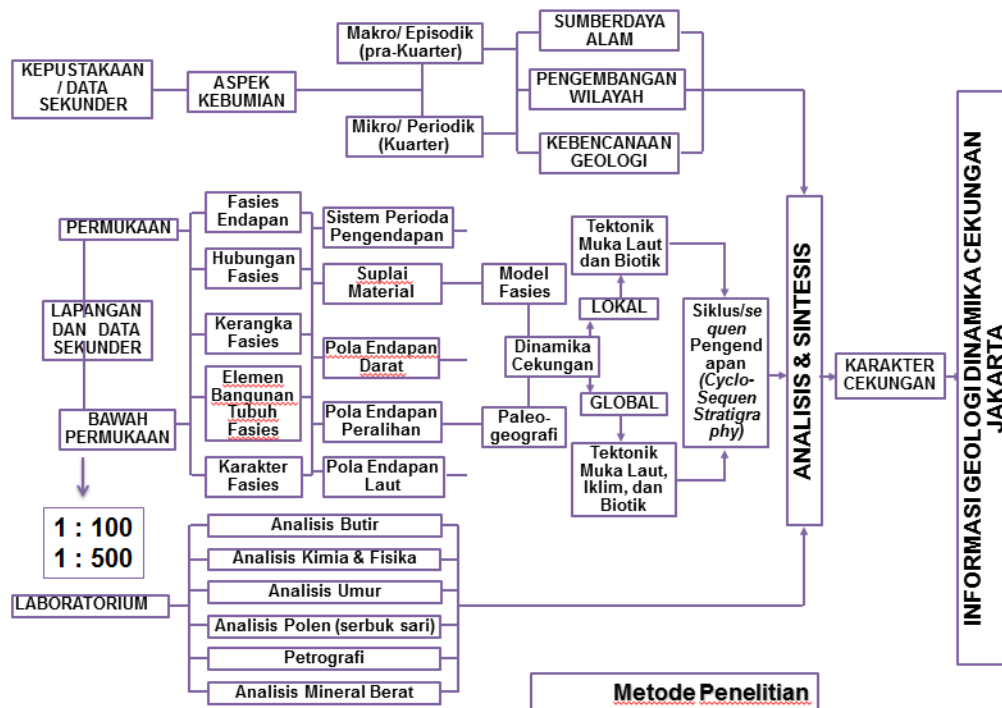 KEPUSTAKAAN
/ DATA
SEKUNDER
ASPEK
KEBUMIAN
Makro/ Episodik
(pra-Kuarter)
Mikro/ Periodik
(Kuarter)
SUMBERDAYA
ALAM
PENGEMBANGAN
WILAYAH
KEBENCANAAN
GEOLOGI
PERMUKAAN
LAPANGAN
DAN DATA
SEKUNDER
BAWAH
PERMUKAAN
1 : 100
1 : 500
Fasies
Endapan
Hubungan
Fasies
Kerangka
Fasies
Elemen
Bangunan
Tubuh
Fasies
Karakter
Fasies
Sistem Perioda
Pengendapan
Suplai
Material
Pola Endapan
Darat
Pola Endapan
Peralihan
Pola Endapan
Laut
Model
Fasies
Dinamika
Cekungan
Paleo-
geografi
Tektonik
Muka Laut
dan Biotik
LOKAL
GLOBAL
Tektonik
Muka Laut,
Iklim, dan
Biotik
Siklus/se
quen
Pengend
apan
(Cyclo-
Sequen
Stratigra
phy)
ANALISIS & SINTESIS
KARAKTER
CEKUNGAN
INFORMASI GEOLOGI DINAMIKA CEKUNGAN
JAKARTA
LABORATORIUM
Analisis Butir
Analisis Kimia & Fisika
Analisis Umur
Analisis Polen (serbuk sari)
Petrografi
Analisis Mineral Berat
Metode Penelitian